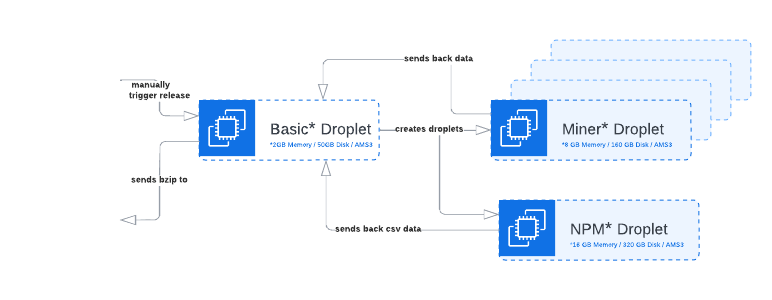 sends back data
manually
trigger release
Basic* Droplet
*2GB Memory / 50GB Disk / AMS3
creates droplets
Miner* Droplet
*8 GB Memory / 160 GB Disk / AMS3
sends bzip to
sends back csv data
NPM* Droplet
*16 GB Memory / 320 GB Disk / AMS3